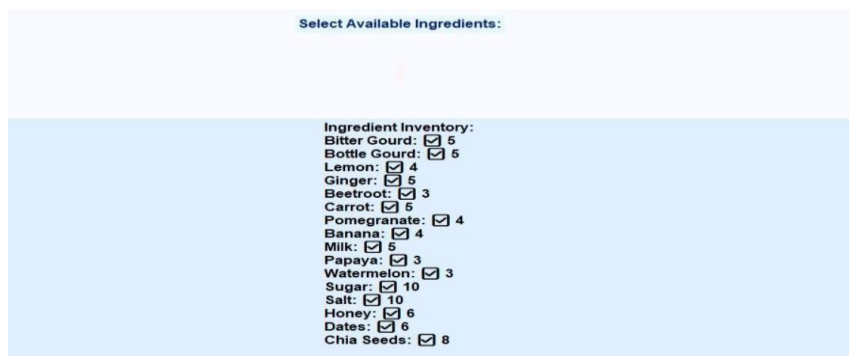 Select Available Ingredients:
Ingredient Inventory:
Bitter Gourd: ☑ 5
Bottle Gourd: ☑ 5
Lemon: ☑ 4
Ginger: ☑ 5
Beetroot: ☑ 3
Carrot: ☑ 5
Pomegranate: ☑ 4
Banana: ☑ 4
Milk: ☑ 5
Papaya: ☑ 3
Watermelon: ☑ 3
Sugar: ☑ 10
Salt: ☑ 10
Honey: ☑ 6
Dates: ☑ 6
Chia Seeds: ☑ 8